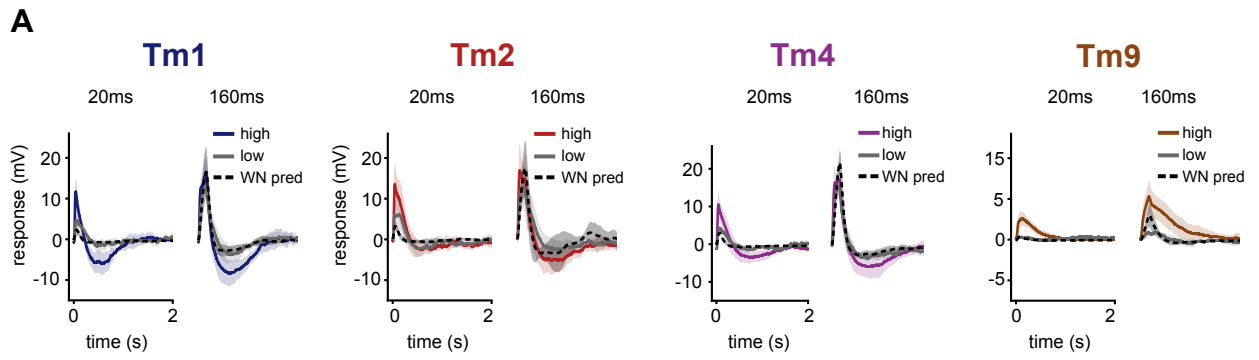 A
Tm1
Tm2
Tm4
Tm9
20ms
160ms
20ms
160ms
20ms
160ms
20ms
160ms
response (mV)
20
10
0
-10
high
low
WN pred
0
2
time (s)
response (mV)
20
10
0
-10
high
low
WN pred
0
2
time (s)
20
10
0
-10
high
low
WN pred
0
2
time (s)
15
5
0
-5
high
low
WN pred
0
2
time (s)